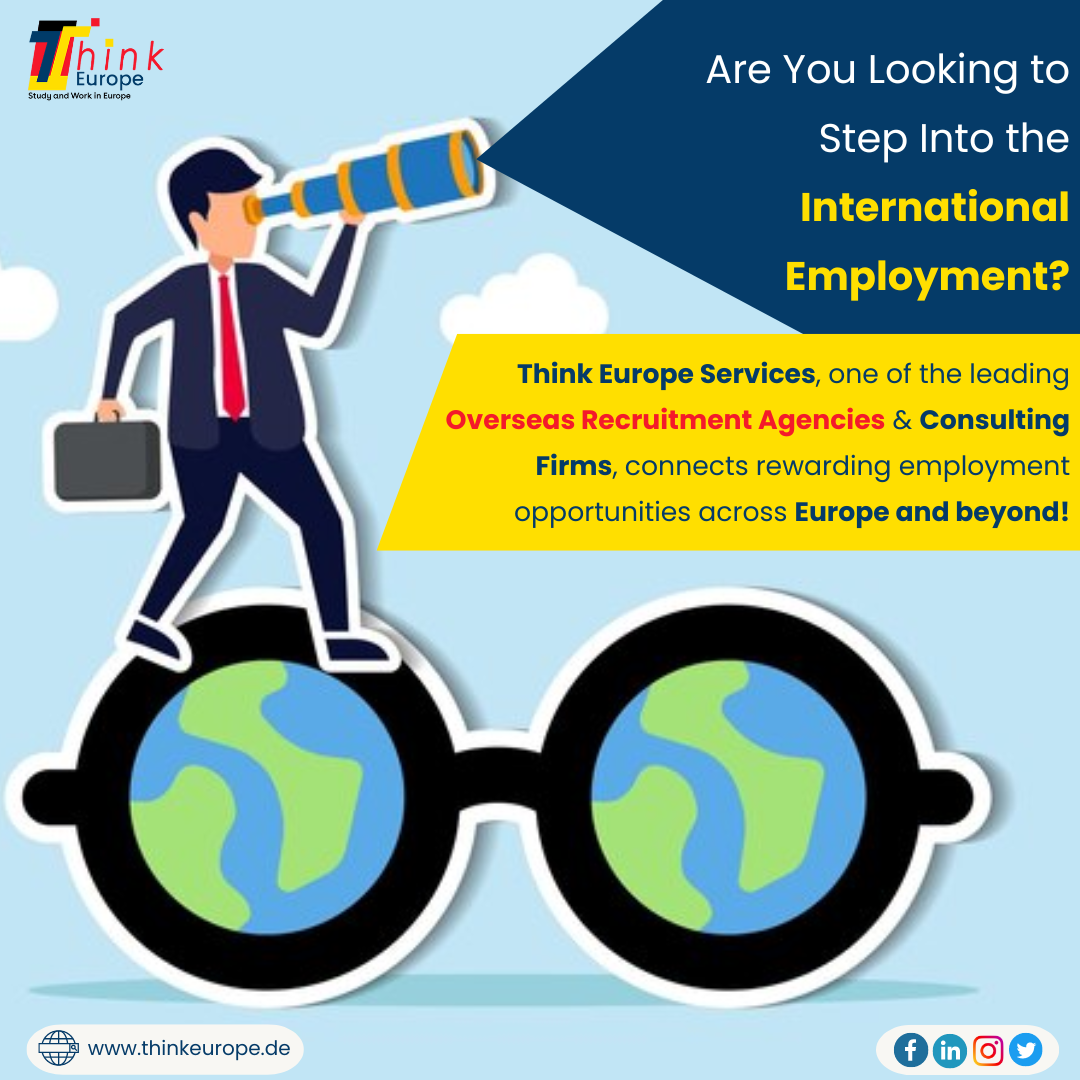 Think
Europe
Study and Work in Europe
Are You Looking to
Step Into the
International
Employment?
Think Europe Services, one of the leading
Overseas Recruitment Agencies & Consulting
Firms, connects rewarding employment
opportunities across Europe and beyond!
www.thinkeurope.de